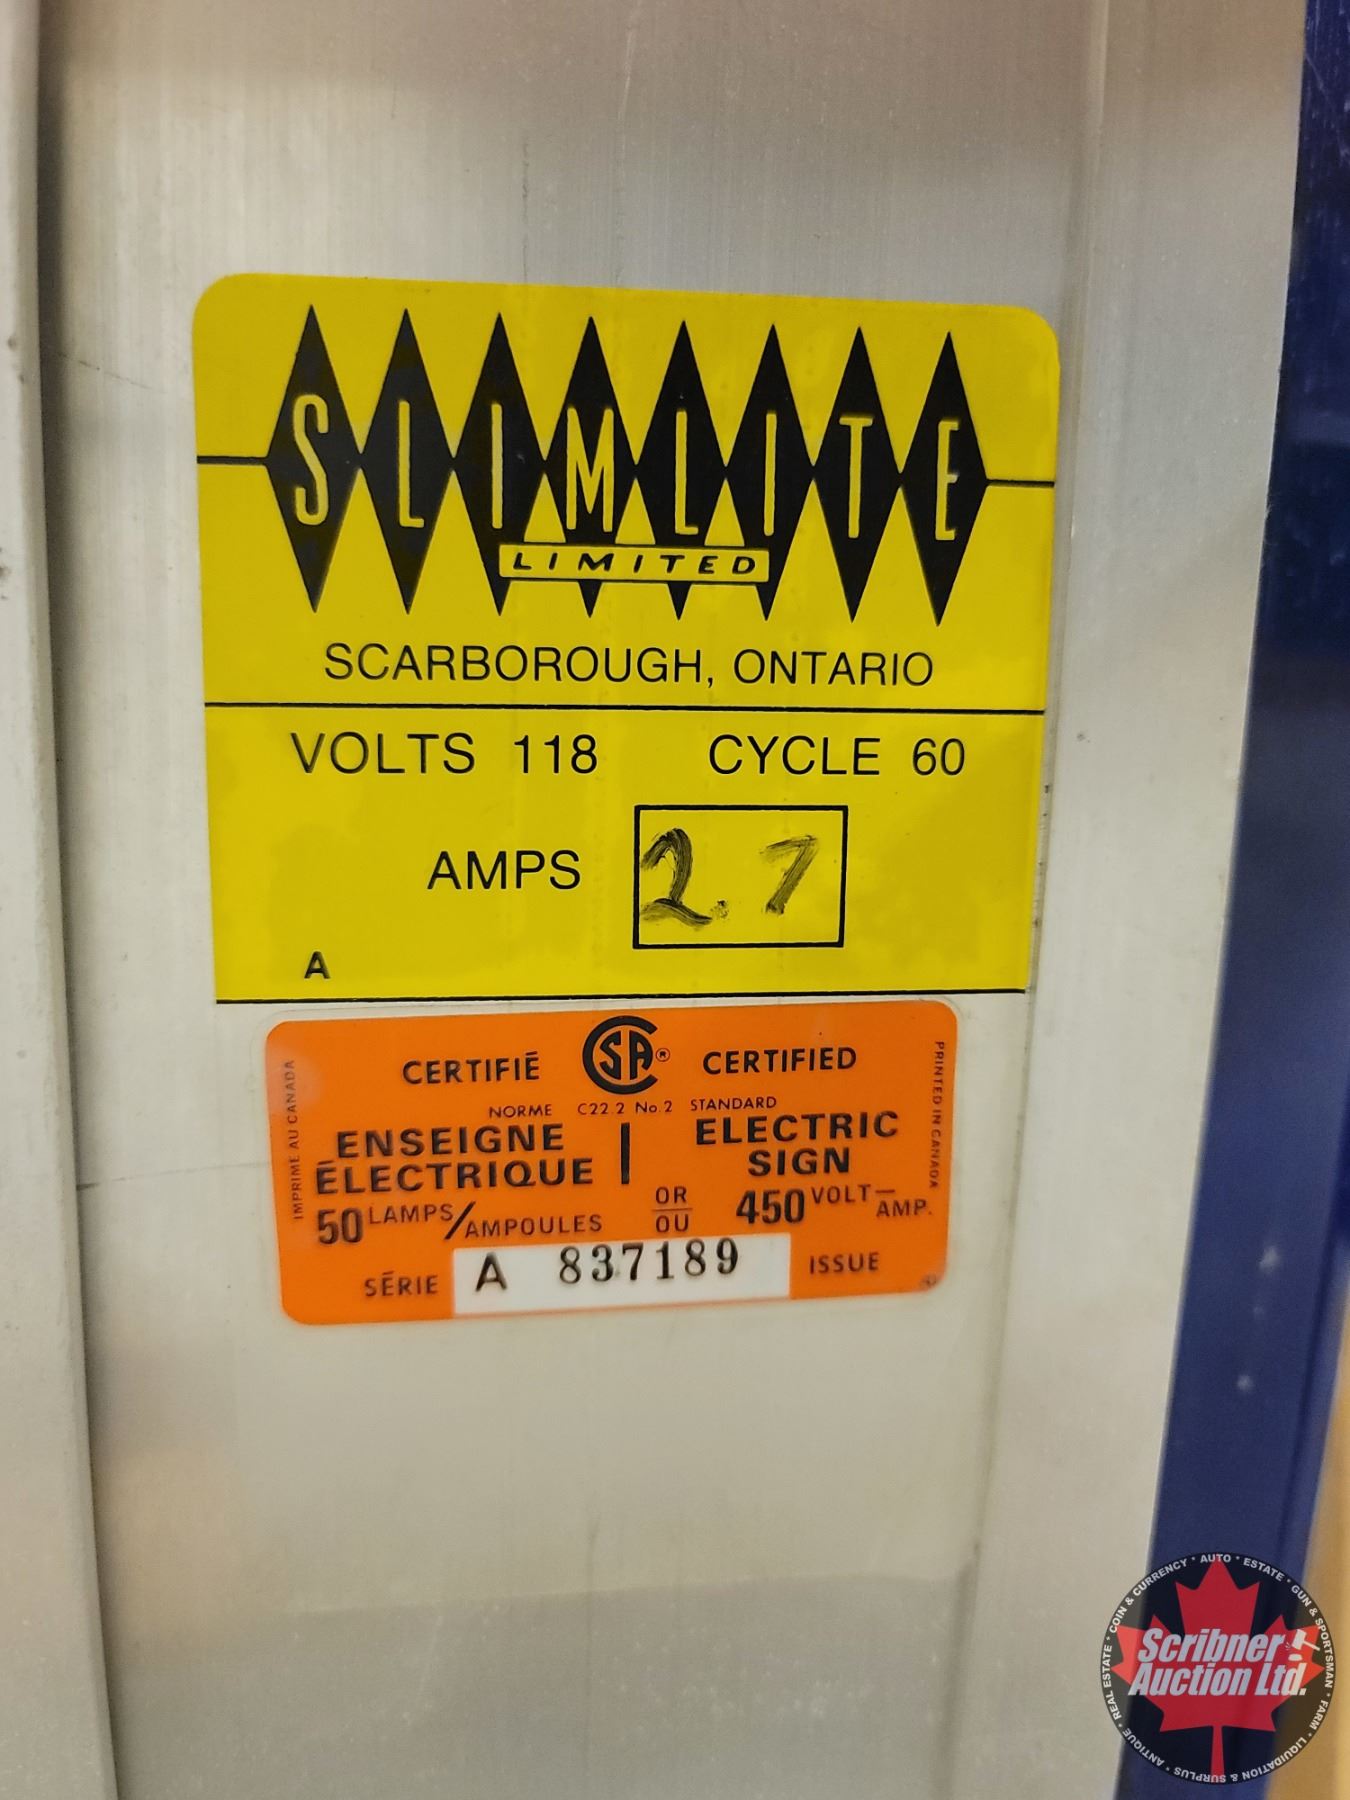 SLIMLITE
LIMITED
SCARBOROUGH, ONTARIO
VOLTS 118 CYCLE 60
AMPS 2.7
A
IMPRIMÉ AU CANADA
CERTIFIÉ CSA® CERTIFIED
PRINTED IN CANADA
NORME C22.2 No.2 STANDARD
ENSEIGNE ÉLECTRIQUE | ELECTRIC SIGN
50 LAMPS/AMPOULES OR/OU 450 VOLT-AMP.
SÉRIE A 837189 ISSUE
REAL ESTATE * COIN & CURRENCY * AUTO * ESTATE * GUN & SPORTSMAN * FARM * LIQUIDATION & SURPLUS * ANTIQUE *
Scribner
Auction Ltd.